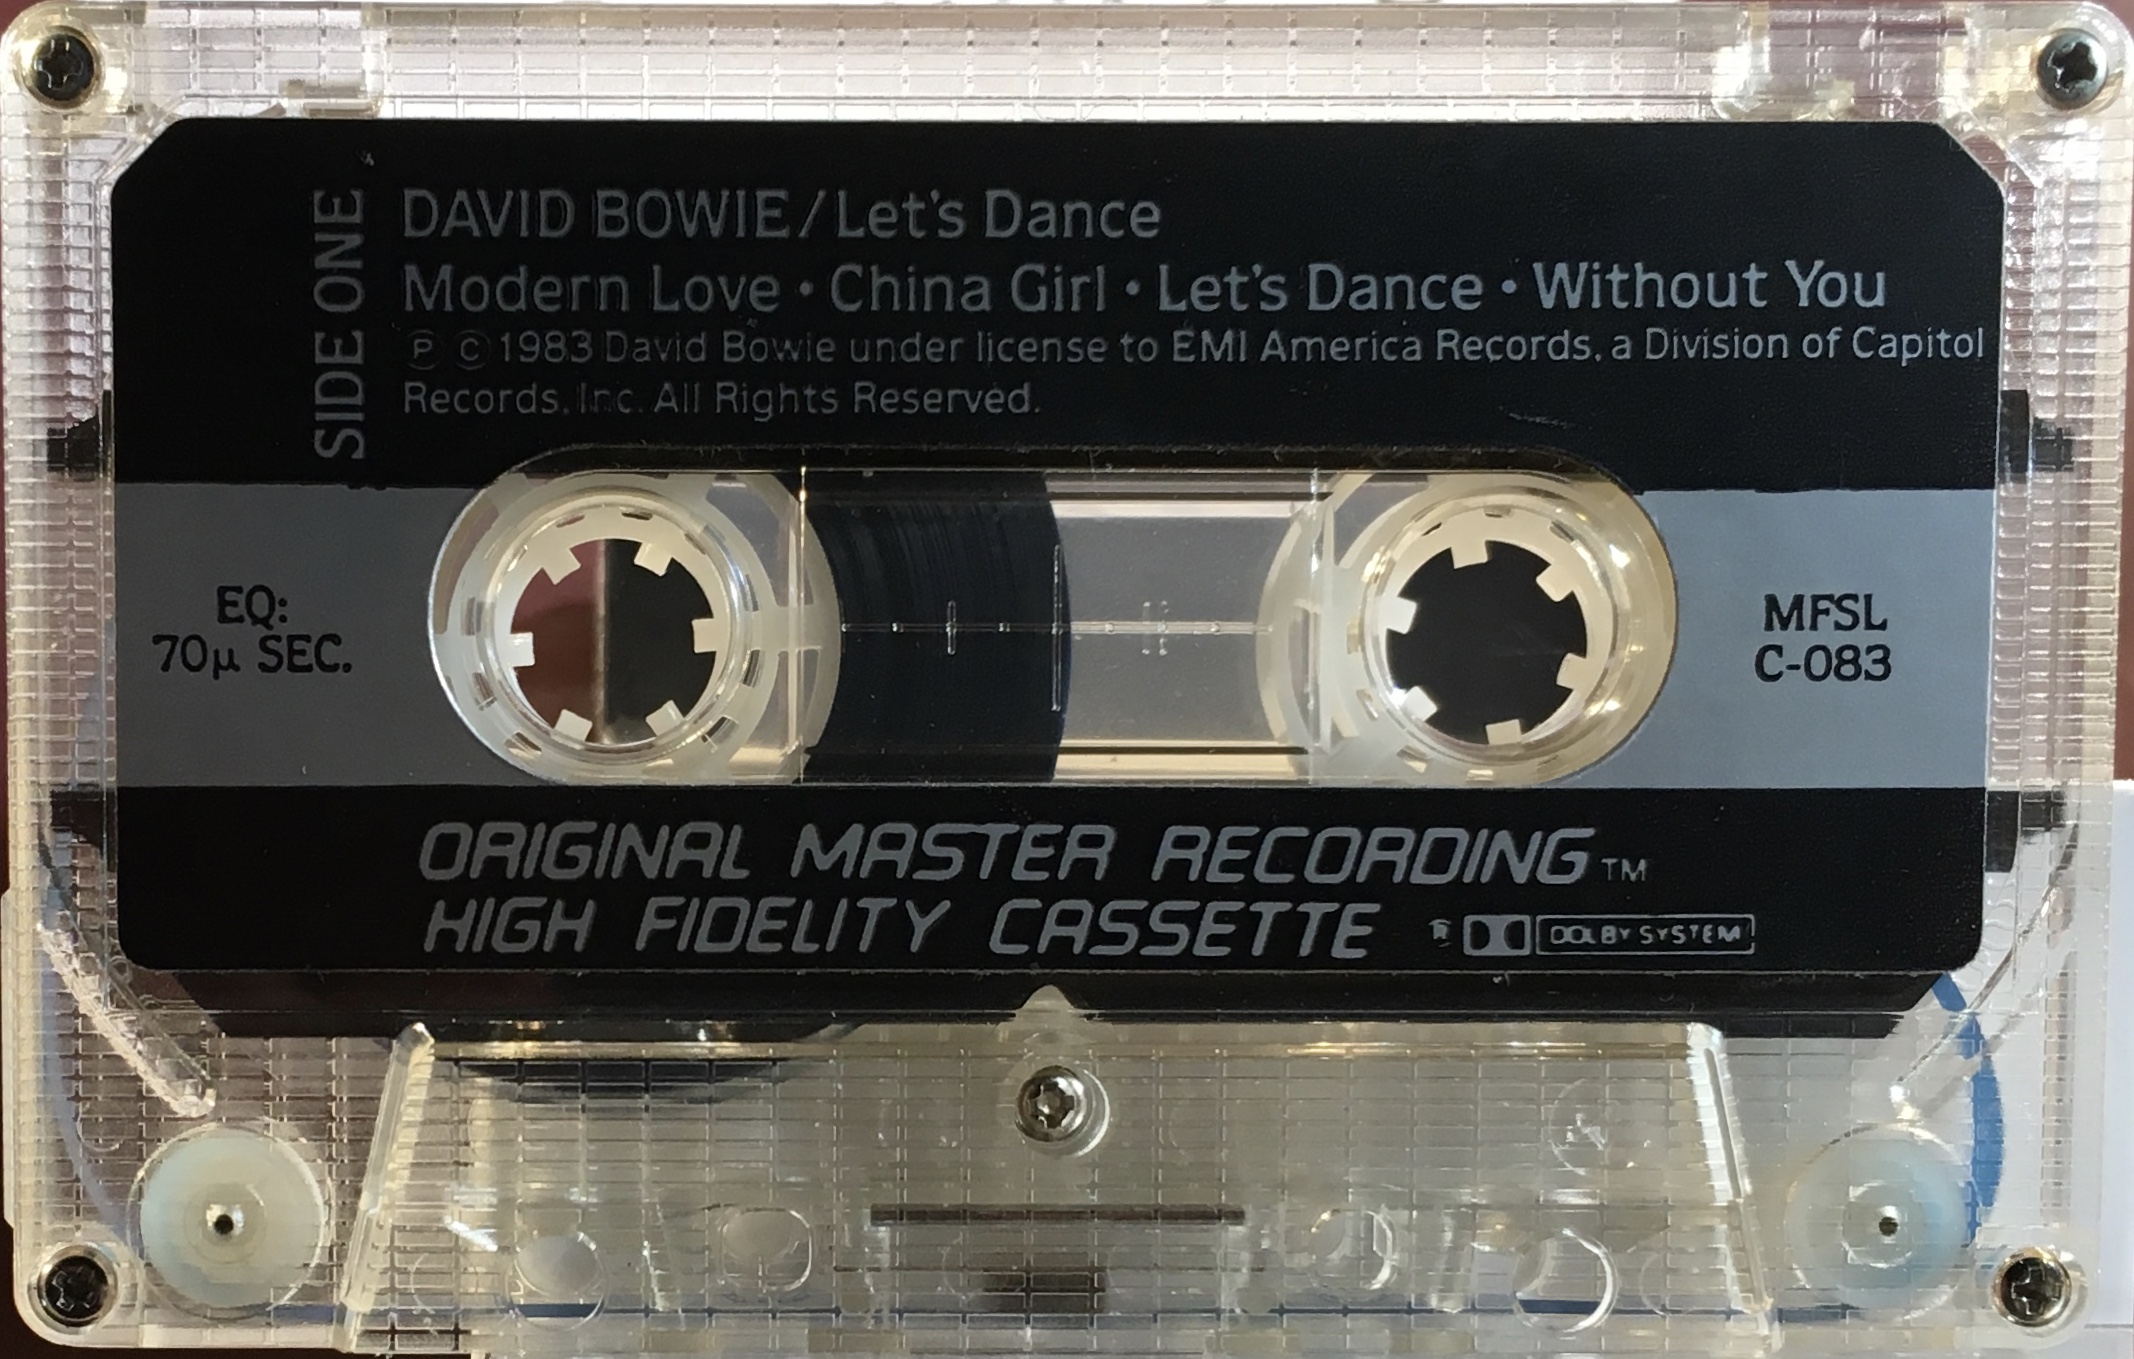 SIDE ONE
DAVID BOWIE/Let's Dance
Modern Love • China Girl • Let's Dance • Without You
Ⓟ Ⓒ 1983 David Bowie under license to EMI America Records, a Division of Capitol
Records, Inc. All Rights Reserved.
EQ:
70µ SEC.
MFSL
C-083
ORIGINAL MASTER RECORDING TM
HIGH FIDELITY CASSETTE
DOLBY SYSTEM